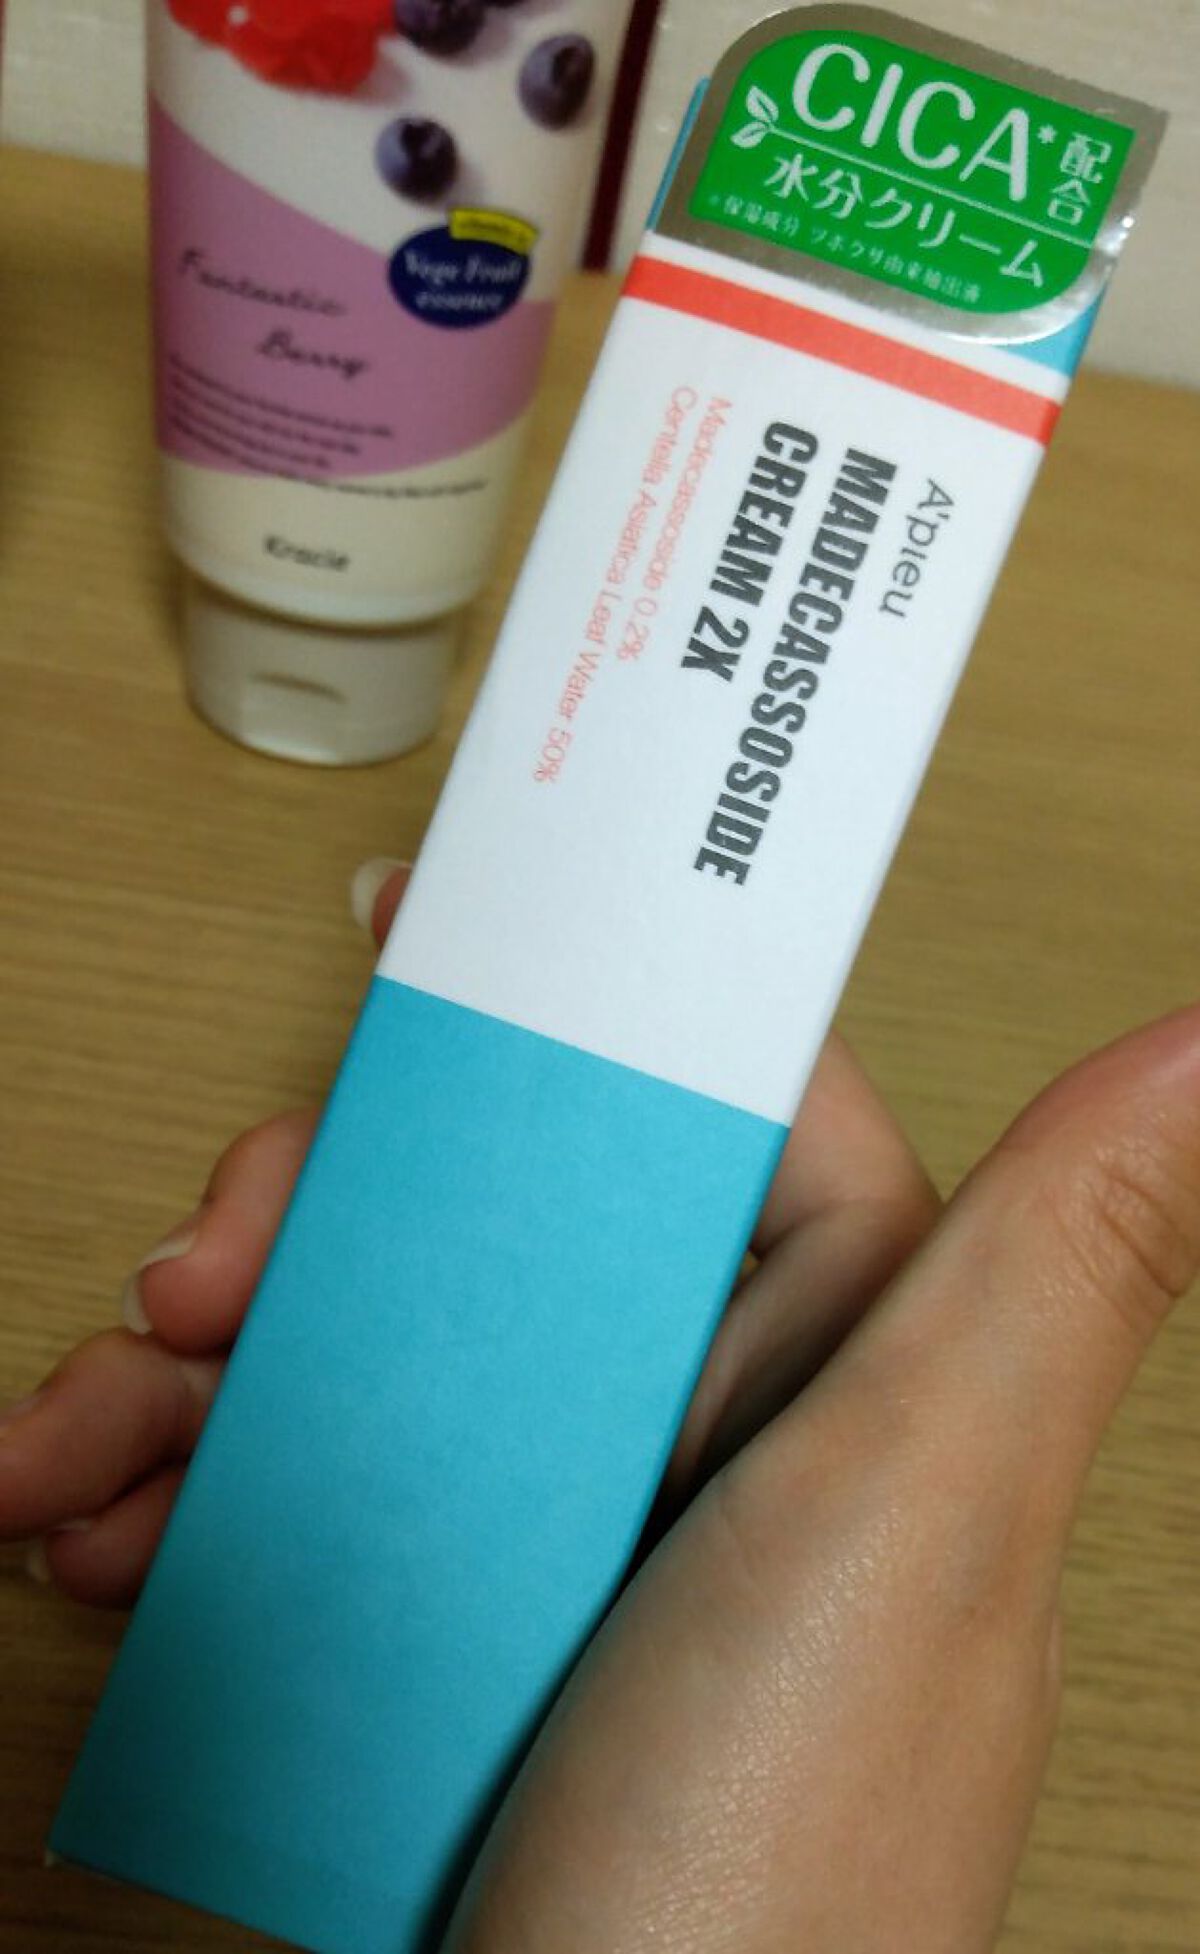 CICA*配合
水分クリーム
*保湿成分 ツボクサ由来抽出液
A'pieu
MADECASSOSIDE
CREAM 2X
Madecassoside 0.2%
Centella Asiatica Leaf Water 50%
Vege Fruit
essence
Fantastic
Berry
Kracie